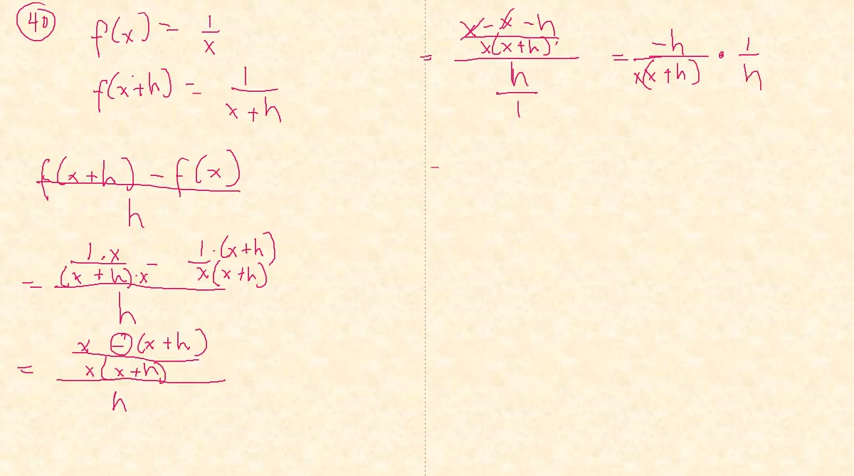 40 f(x) = 1/x
f(x+h) = 1/(x+h)
(f(x+h) - f(x))/h
= ((1·x)/((x+h)·x) - (1·(x+h))/(x(x+h)))/h
= ((x - (x+h))/(x(x+h)))/h
= ((x - x - h)/(x(x+h)))/(h/1) = -h/(x(x+h)) · 1/h
-